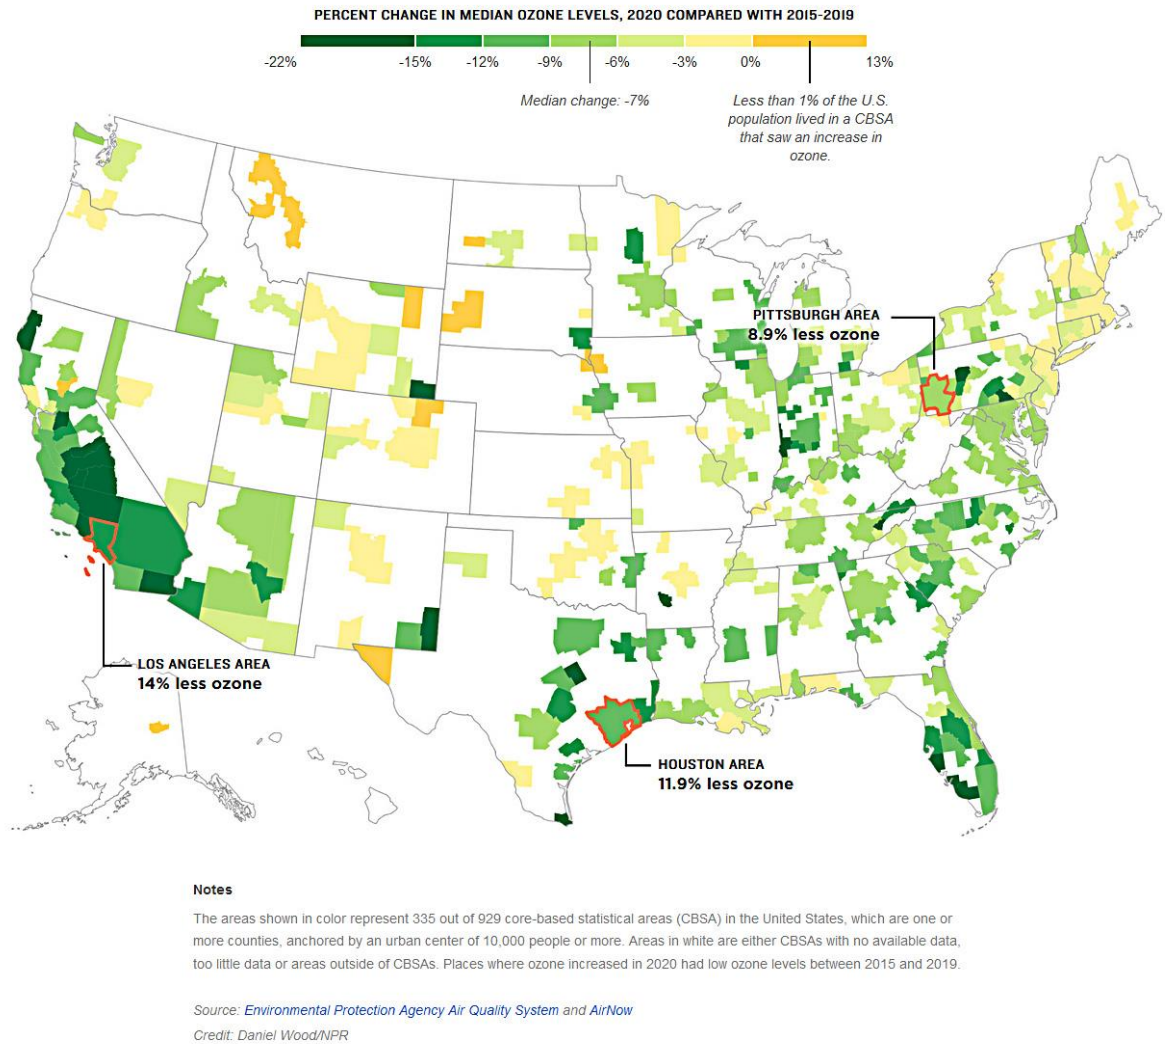 PERCENT CHANGE IN MEDIAN OZONE LEVELS, 2020 COMPARED WITH 2015-2019
-22% -15% -12% -9% -6% -3% 0% 13%
Median change: -7%
Less than 1% of the U.S.
population lived in a CBSA
that saw an increase in
ozone.
PITTSBURGH AREA
8.9% less ozone
LOS ANGELES AREA
14% less ozone
HOUSTON AREA
11.9% less ozone
Notes
The areas shown in color represent 335 out of 929 core-based statistical areas (CBSA) in the United States, which are one or
more counties, anchored by an urban center of 10,000 people or more. Areas in white are either CBSAs with no available data,
too little data or areas outside of CBSAs. Places where ozone increased in 2020 had low ozone levels between 2015 and 2019.
Source: Environmental Protection Agency Air Quality System and AirNow
Credit: Daniel Wood/NPR